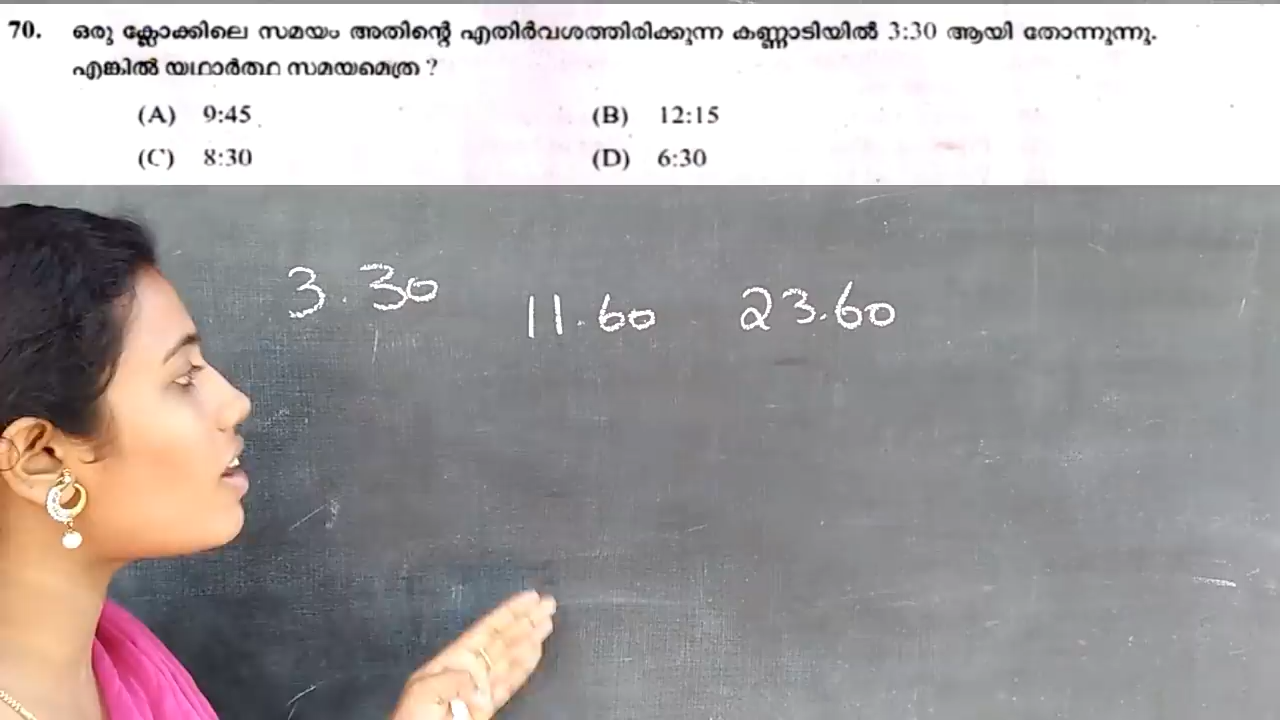 70. ഒരു ക്ലോക്കിലെ സമയം അതിന്റെ എതിർവശത്തിരിക്കുന്ന കണ്ണാടിയിൽ 3:30 ആയി തോന്നുന്നു.
എങ്കിൽ യഥാർത്ഥ സമയമെത്ര ?
(A) 9:45 (B) 12:15
(C) 8:30 (D) 6:30
3.30 11.60 23.60